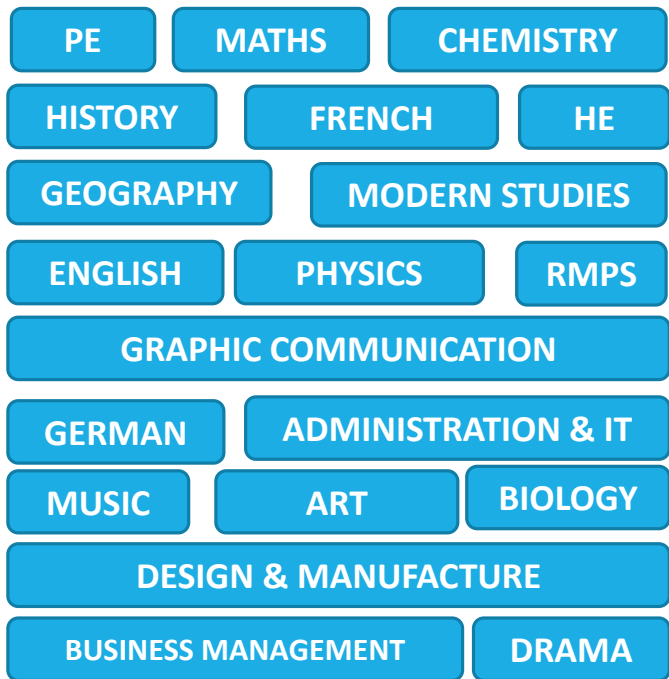 PE MATHS CHEMISTRY
HISTORY FRENCH HE
GEOGRAPHY MODERN STUDIES
ENGLISH PHYSICS RMPS
GRAPHIC COMMUNICATION
GERMAN ADMINISTRATION & IT
MUSIC ART BIOLOGY
DESIGN & MANUFACTURE
BUSINESS MANAGEMENT DRAMA